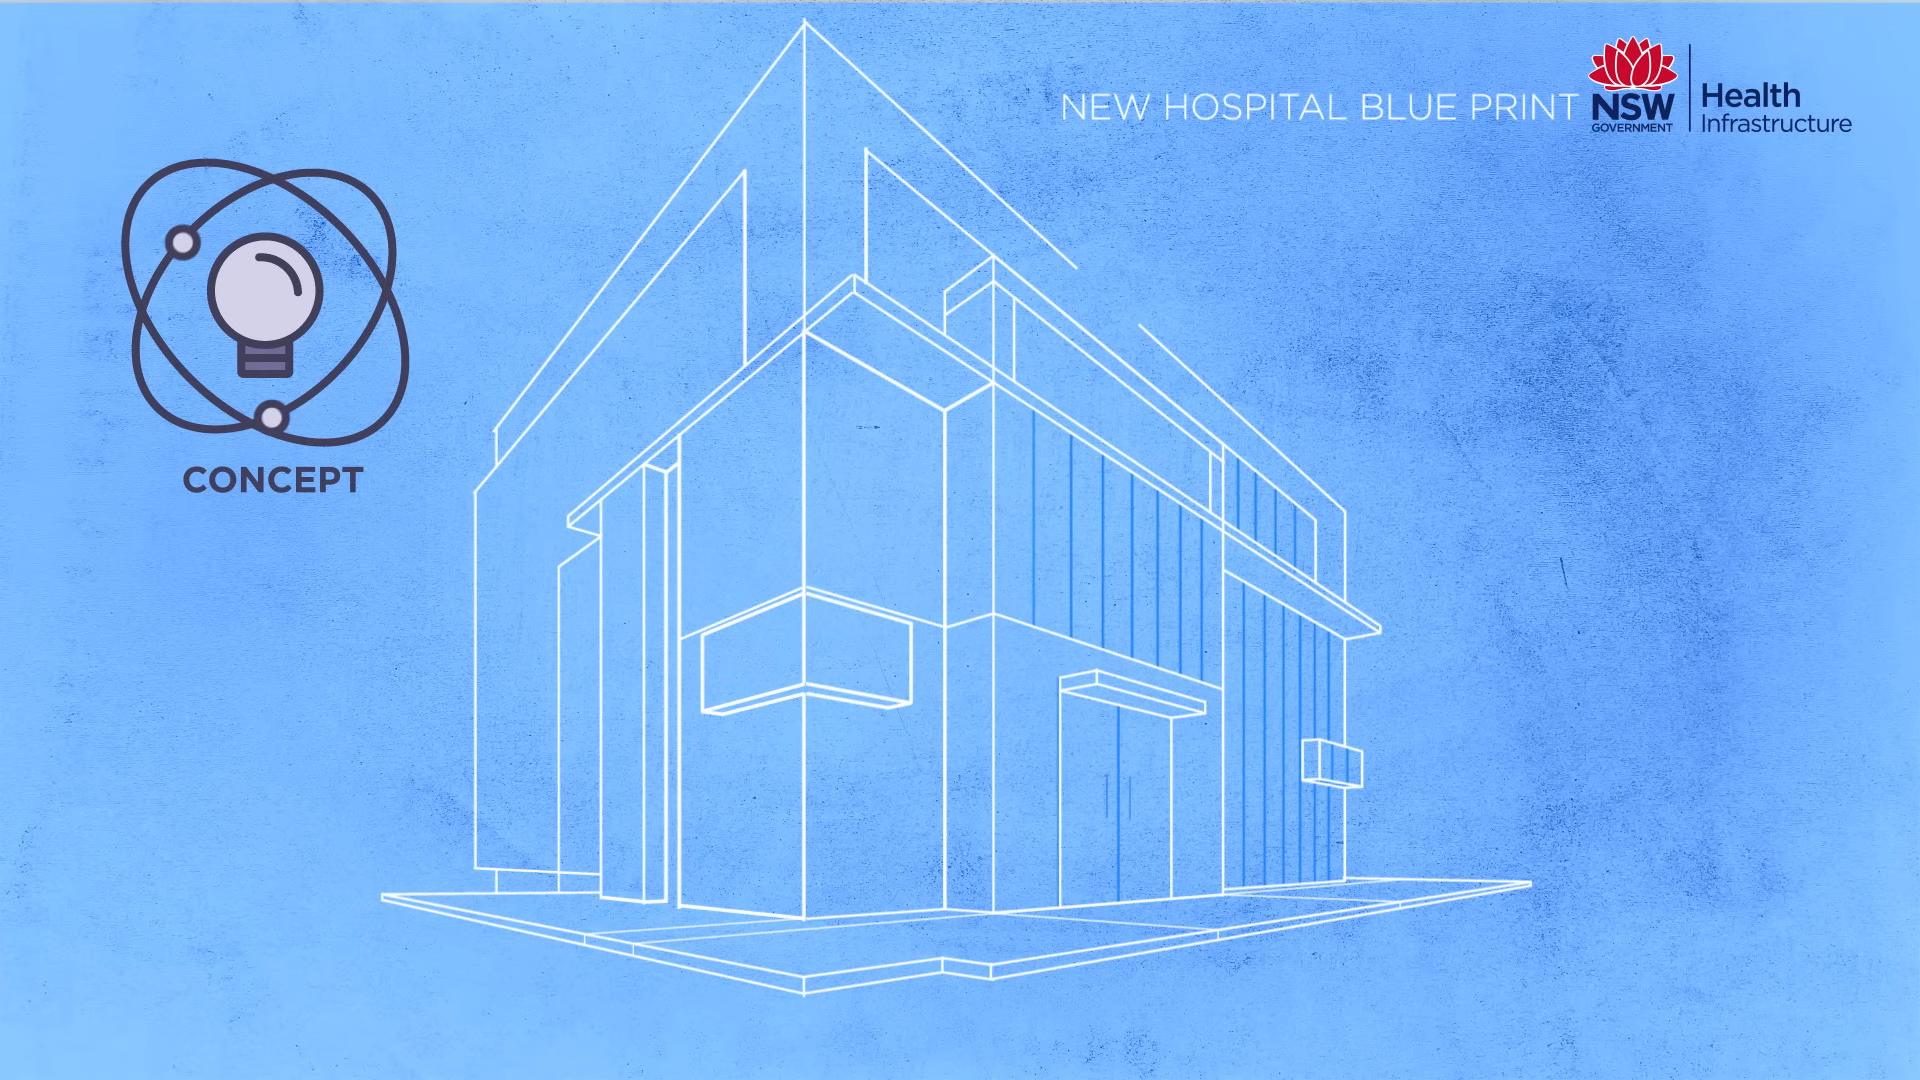 NEW HOSPITAL BLUE PRINT
NSW
GOVERNMENT
Health
Infrastructure
CONCEPT